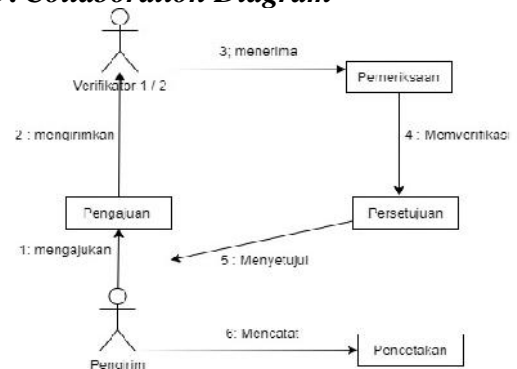 Collaboration Diagram
3; menerima
Verifikator 1 / 2
Pemeriksaan
2 : mengirimkan
4 : Memverifikasi
Pengajuan
Persetujuan
1: mengajukan
5 : Menyetujui
6: Mencatat
Pencetakan
Pengirim